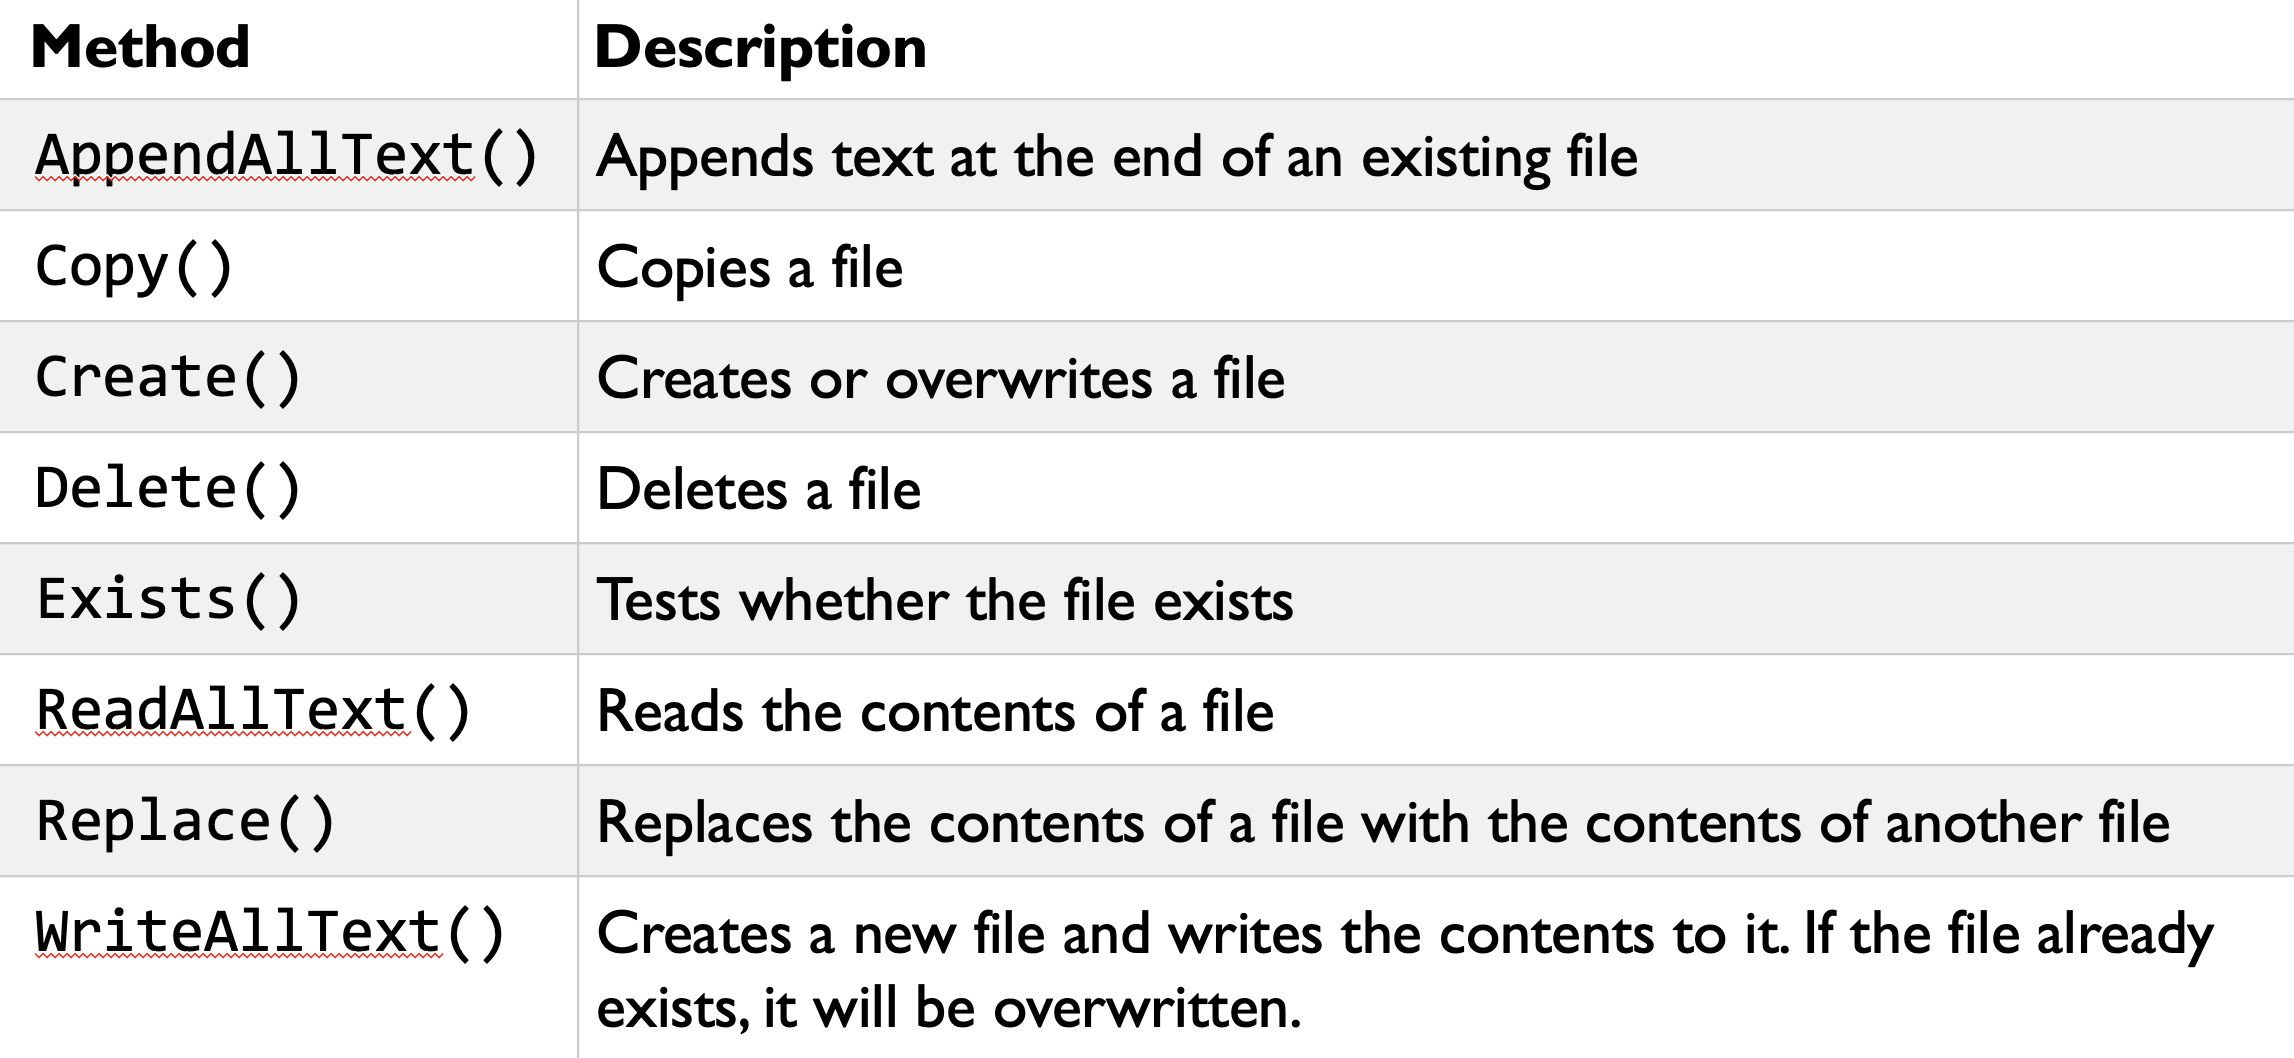 Method Description
AppendAllText() Appends text at the end of an existing file
Copy() Copies a file
Create() Creates or overwrites a file
Delete() Deletes a file
Exists() Tests whether the file exists
ReadAllText() Reads the contents of a file
Replace() Replaces the contents of a file with the contents of another file
WriteAllText() Creates a new file and writes the contents to it. If the file already
exists, it will be overwritten.